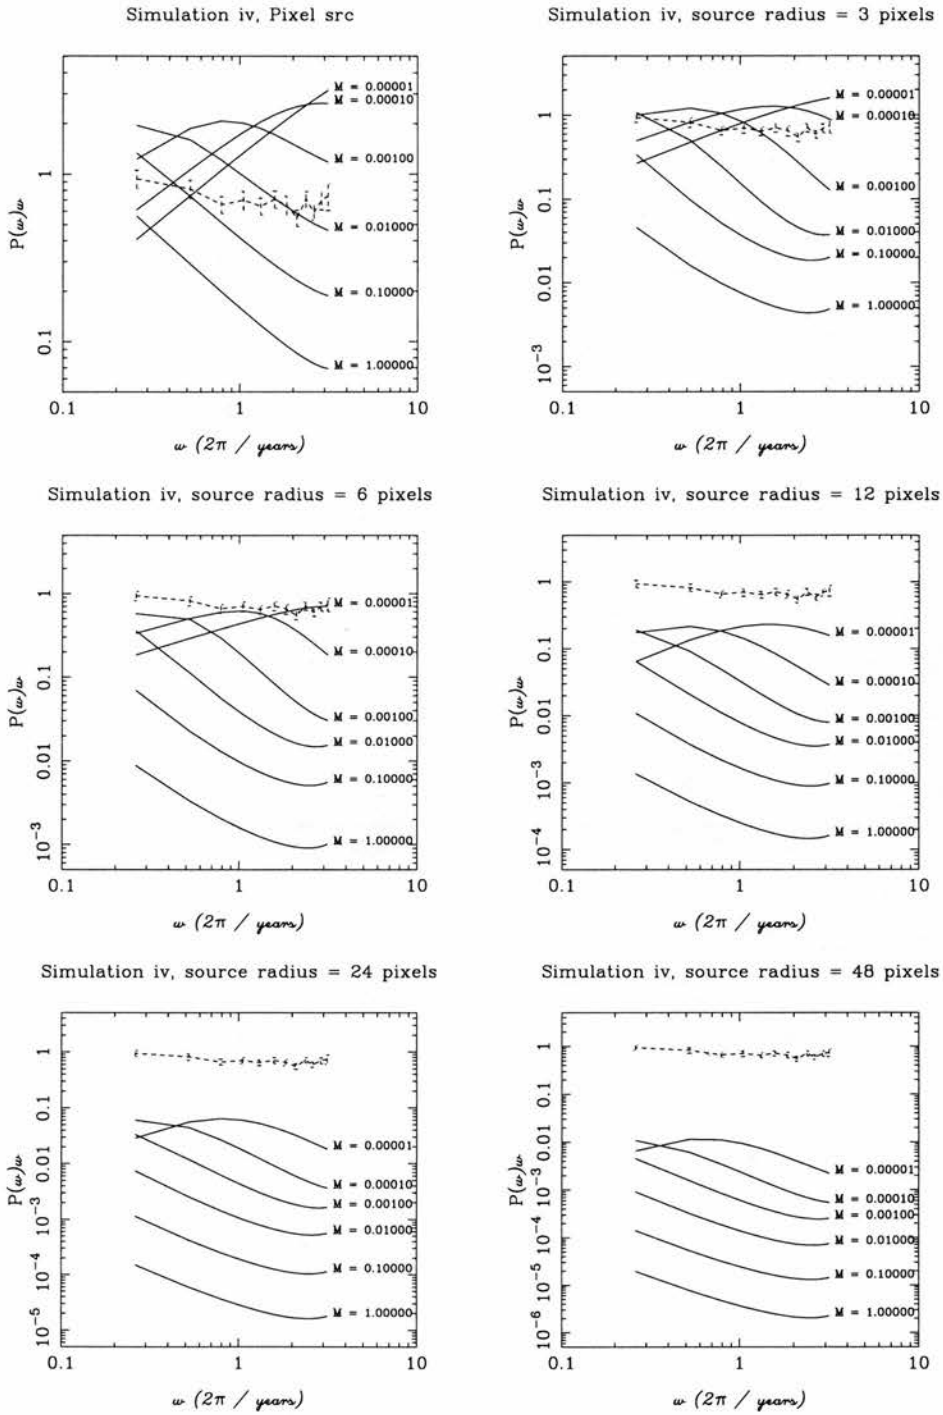 Simulation iv, Pixel src
P(w)w
1
0.1
M = 0.00001
M = 0.00010
M = 0.00100
M = 0.01000
M = 0.10000
M = 1.00000
0.1 1 10
w (2π / years)
Simulation iv, source radius = 3 pixels
P(w)w
1
0.1
0.01
10⁻³
M = 0.00001
M = 0.00010
M = 0.00100
M = 0.01000
M = 0.10000
M = 1.00000
0.1 1 10
w (2π / years)
Simulation iv, source radius = 6 pixels
P(w)w
1
0.1
0.01
10⁻³
M = 0.00001
M = 0.00010
M = 0.00100
M = 0.01000
M = 0.10000
M = 1.00000
0.1 1 10
w (2π / years)
Simulation iv, source radius = 12 pixels
P(w)w
1
0.1
0.01
10⁻³
10⁻⁴
M = 0.00001
M = 0.00010
M = 0.00100
M = 0.01000
M = 0.10000
M = 1.00000
0.1 1 10
w (2π / years)
Simulation iv, source radius = 24 pixels
P(w)w
1
0.1
0.01
10⁻³
10⁻⁴
10⁻⁵
M = 0.00001
M = 0.00010
M = 0.00100
M = 0.01000
M = 0.10000
M = 1.00000
0.1 1 10
w (2π / years)
Simulation iv, source radius = 48 pixels
P(w)w
1
0.1
0.01
10⁻³
10⁻⁴
10⁻⁵
10⁻⁶
M = 0.00001
M = 0.00010
M = 0.00100
M = 0.01000
M = 0.10000
M = 1.00000
0.1 1 10
w (2π / years)